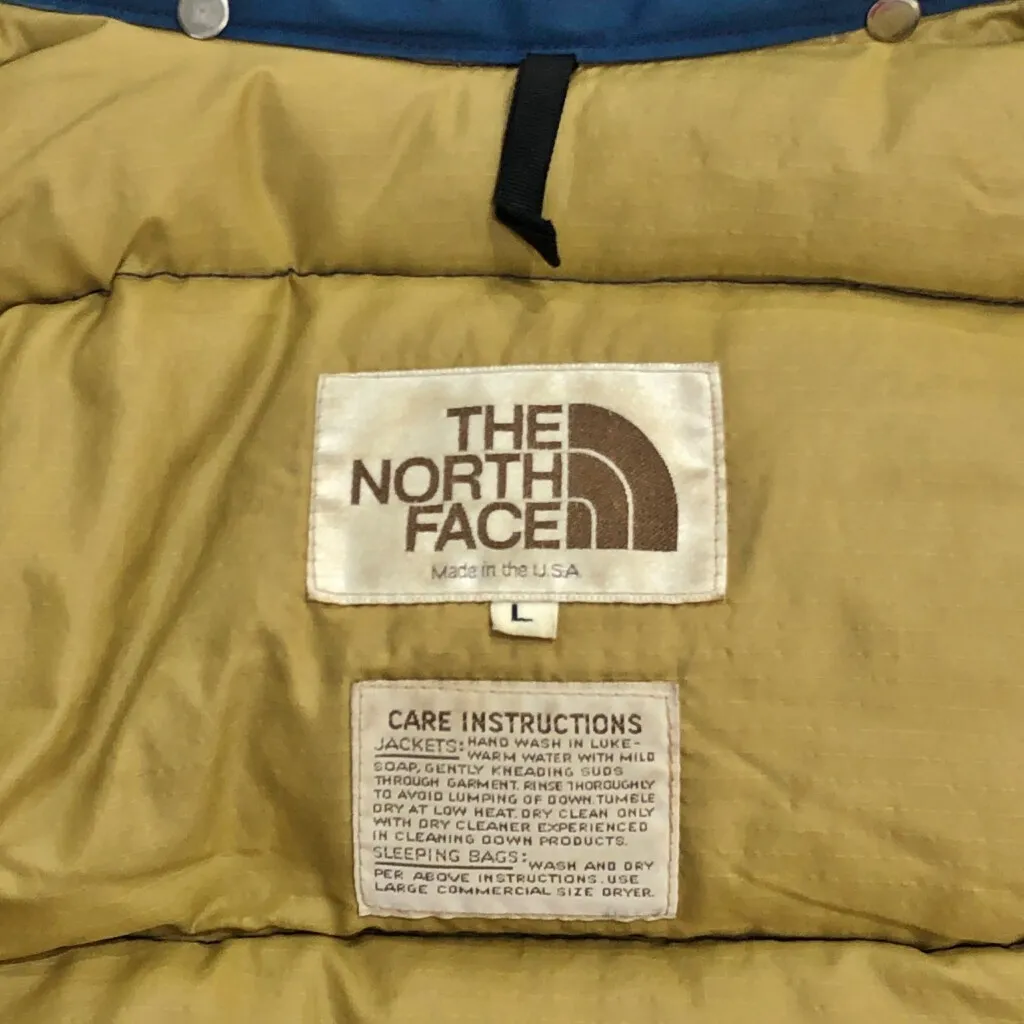 THE
NORTH
FACE
Made in the U.S.A.
L
CARE INSTRUCTIONS
JACKETS: HAND WASH IN LUKE-
WARM WATER WITH MILD
SOAP, GENTLY KNEADING SUDS
THROUGH GARMENT. RINSE THOROUGHLY
TO AVOID LUMPING OF DOWN. TUMBLE
DRY AT LOW HEAT. DRY CLEAN ONLY
WITH DRY CLEANER EXPERIENCED
IN CLEANING DOWN PRODUCTS.
SLEEPING BAGS: WASH AND DRY
PER ABOVE INSTRUCTIONS. USE
LARGE COMMERCIAL SIZE DRYER.